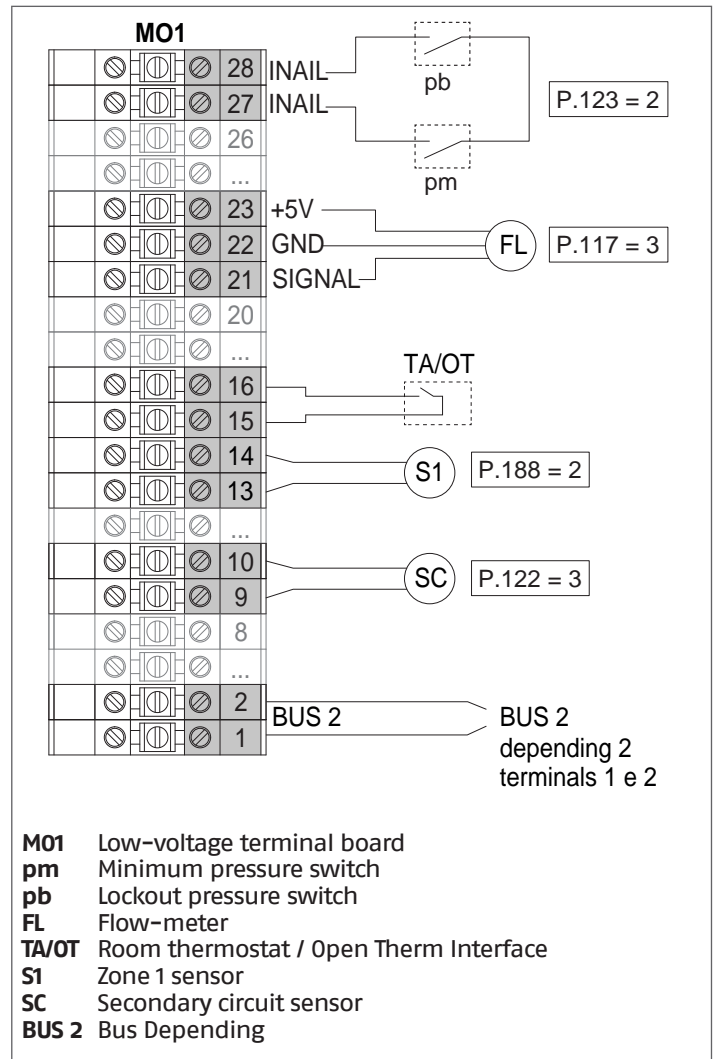 MO1
28 INAIL
pb
27 INAIL
P.123 = 2
26
pm
...
23 +5V
22 GND
FL
P.117 = 3
21 SIGNAL
20
...
TA/OT
16
15
14
S1
P.188 = 2
13
...
10
SC
P.122 = 3
9
8
...
2
BUS 2
BUS 2
1
depending 2
terminals 1 e 2
MO1 Low-voltage terminal board
pm Minimum pressure switch
pb Lockout pressure switch
FL Flow-meter
TA/OT Room thermostat / Open Therm Interface
S1 Zone 1 sensor
SC Secondary circuit sensor
BUS 2 Bus Depending